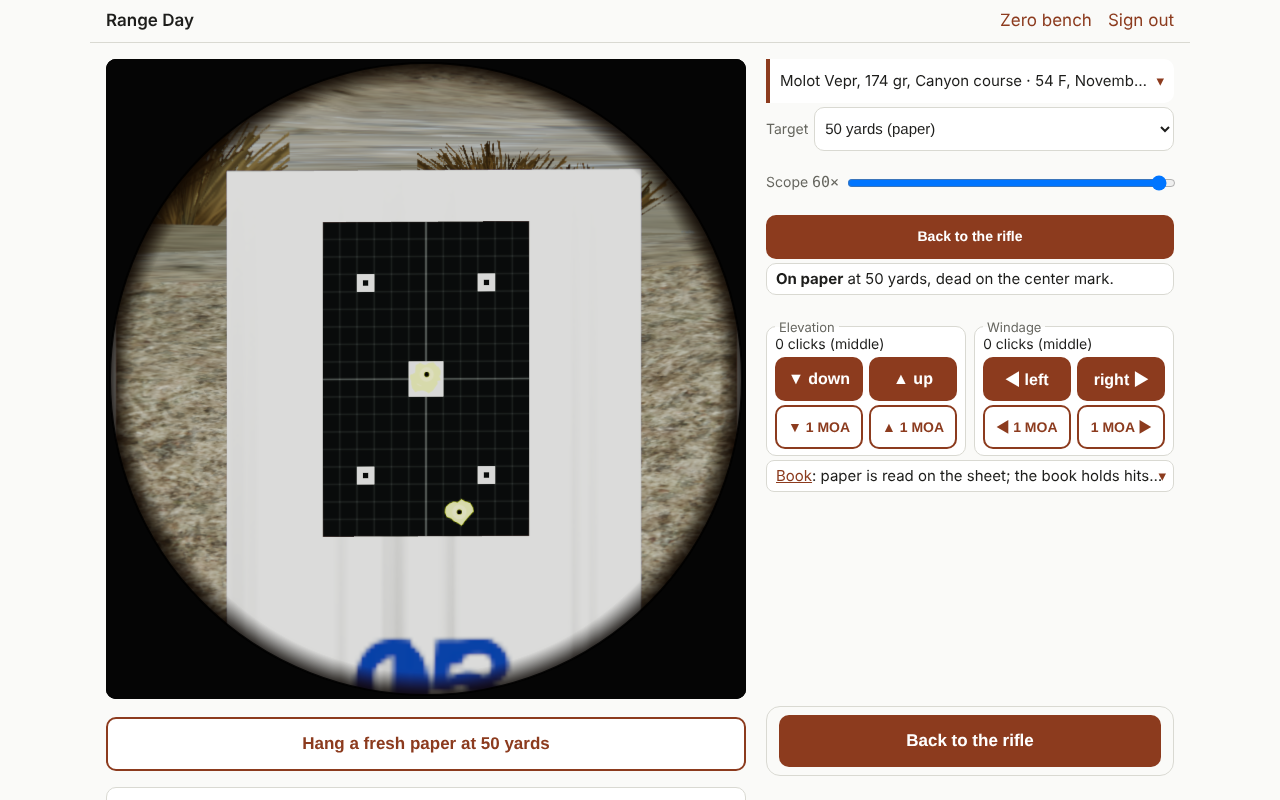 Range Day
Zero bench
Sign out
Molot Vepr, 174 gr, Canyon course · 54 F, Novemb... ▼
Target
50 yards (paper)
Scope 60×
Back to the rifle
On paper at 50 yards, dead on the center mark.
Elevation
0 clicks (middle)
▼ down
▲ up
▼ 1 MOA
▲ 1 MOA
Windage
0 clicks (middle)
◀ left
right ▶
◀ 1 MOA
1 MOA ▶
Book: paper is read on the sheet; the book holds hits... ▼
Hang a fresh paper at 50 yards
Back to the rifle